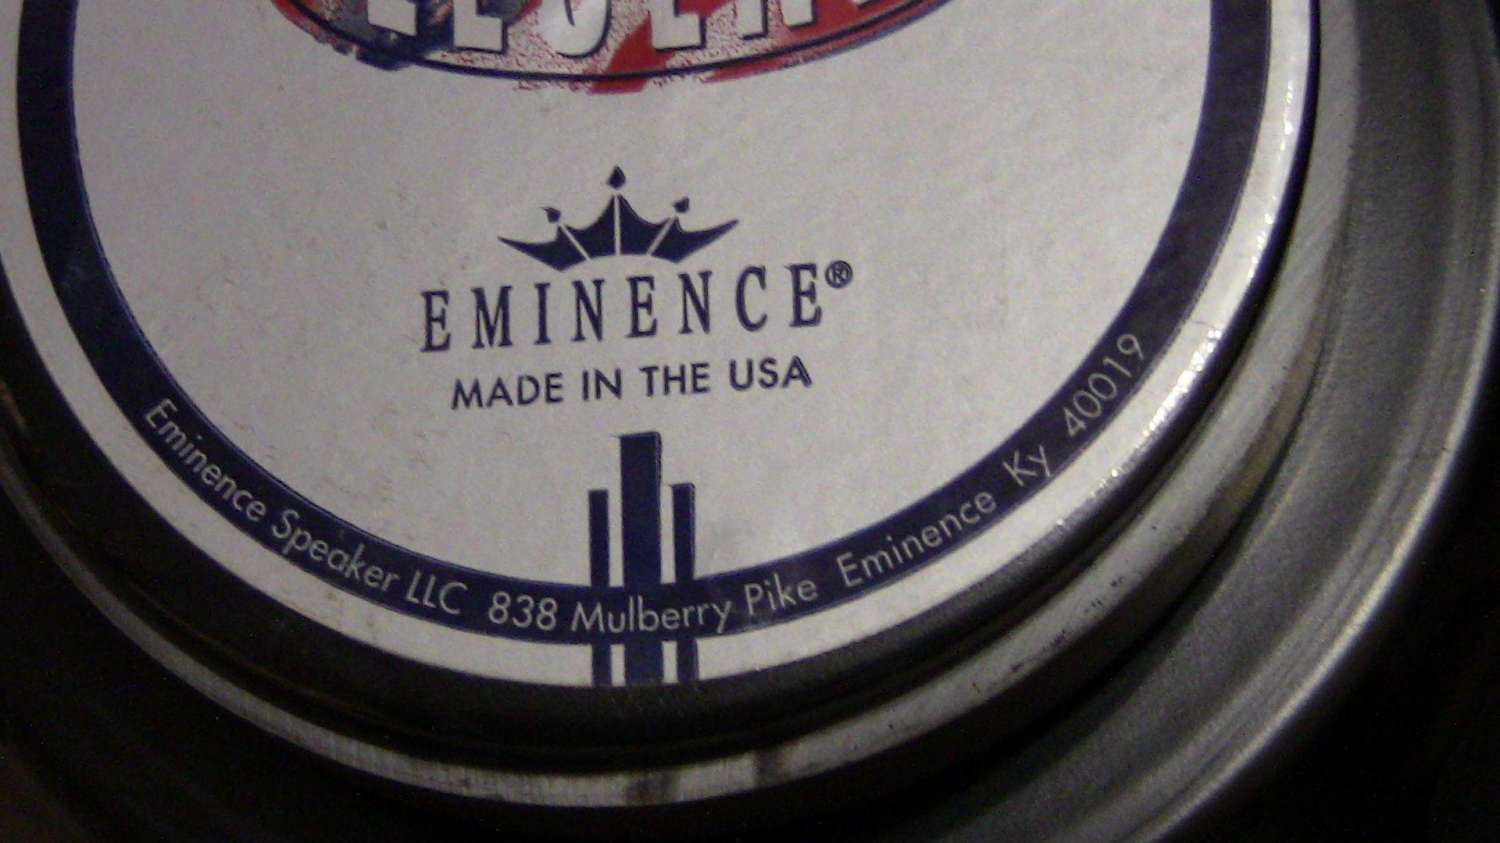 EMINENCE®
MADE IN THE USA
Eminence Speaker LLC 838 Mulberry Pike Eminence Ky 40019